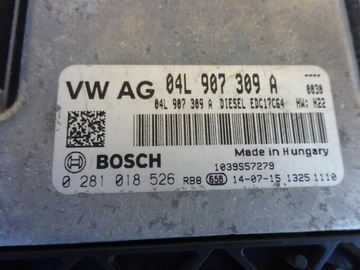 VW AG 04L 907 309 A ----
04L 907 309 A DIESEL EDC17C64 HW: H22
0030
BOSCH
Made in Hungary
1039S57279
0 281 018 526 RBB 658 14-07-15 1325 1110